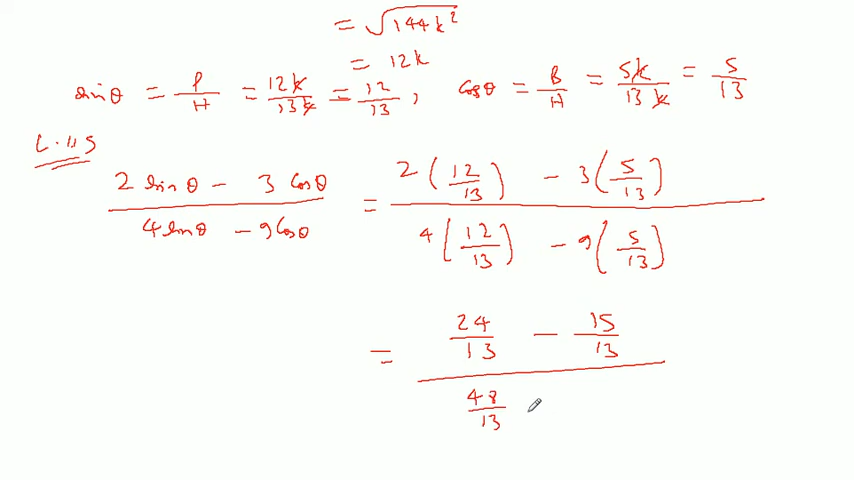 = √144k²
= 12k
sinθ = P/H = 12k/13k = 12/13, cosθ = B/H = 5k/13k = 5/13
L.H.S
(2 sinθ - 3 cosθ)/(4 sinθ - 9 cosθ) = (2(12/13) - 3(5/13))/(4(12/13) - 9(5/13))
= (24/13 - 15/13)/(48/13